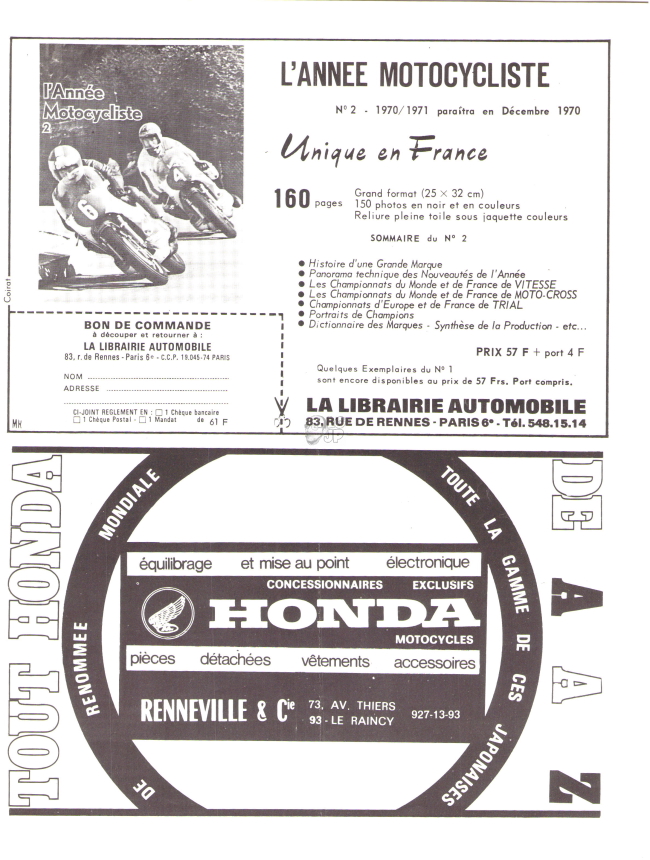 l'Année
Motocycliste
2
6
4
L'ANNEE MOTOCYCLISTE
N° 2 - 1970/1971 paraîtra en Décembre 1970
Unique en France
160 pages
Grand format (25 × 32 cm)
150 photos en noir et en couleurs
Reliure pleine toile sous jaquette couleurs
SOMMAIRE du N° 2
● Histoire d'une Grande Marque
● Panorama technique des Nouveautés de l'Année
● Les Championnats du Monde et de France de VITESSE
● Les Championnats du Monde et de France de MOTO-CROSS
● Championnats d'Europe et de France de TRIAL
● Portraits de Champions
● Dictionnaire des Marques - Synthèse de la Production - etc...
PRIX 57 F + port 4 F
Quelques Exemplaires du N° 1
sont encore disponibles au prix de 57 Frs. Port compris.
LA LIBRAIRIE AUTOMOBILE
83, RUE DE RENNES - PARIS 6e - Tél. 548.15.14
JP
Coirat
BON DE COMMANDE
à découper et retourner à :
LA LIBRAIRIE AUTOMOBILE
83, r. de Rennes - Paris 6e - C.C.P. 19.045-74 PARIS
NOM
ADRESSE
CI-JOINT REGLEMENT EN : □ 1 Chèque bancaire
□ 1 Chèque Postal - □ 1 Mandat de 61 F
MR
TOUT HONDA
DE A A Z
DE RENOMMEE MONDIALE
TOUTE LA GAMME DE CES JAPONAISES
équilibrage et mise au point électronique
CONCESSIONNAIRES EXCLUSIFS
HONDA
MOTOCYCLES
pièces détachées vêtements accessoires
RENNEVILLE & Cie
73, AV. THIERS
93 - LE RAINCY
927-13-93